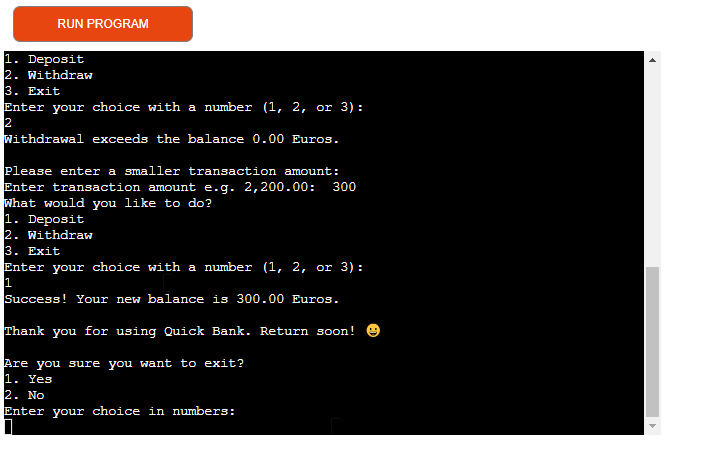 RUN PROGRAM
1. Deposit
2. Withdraw
3. Exit
Enter your choice with a number (1, 2, or 3):
2
Withdrawal exceeds the balance 0.00 Euros.
Please enter a smaller transaction amount:
Enter transaction amount e.g. 2,200.00:  300
What would you like to do?
1. Deposit
2. Withdraw
3. Exit
Enter your choice with a number (1, 2, or 3):
1
Success! Your new balance is 300.00 Euros.
Thank you for using Quick Bank. Return soon! 😀
Are you sure you want to exit?
1. Yes
2. No
Enter your choice in numbers: